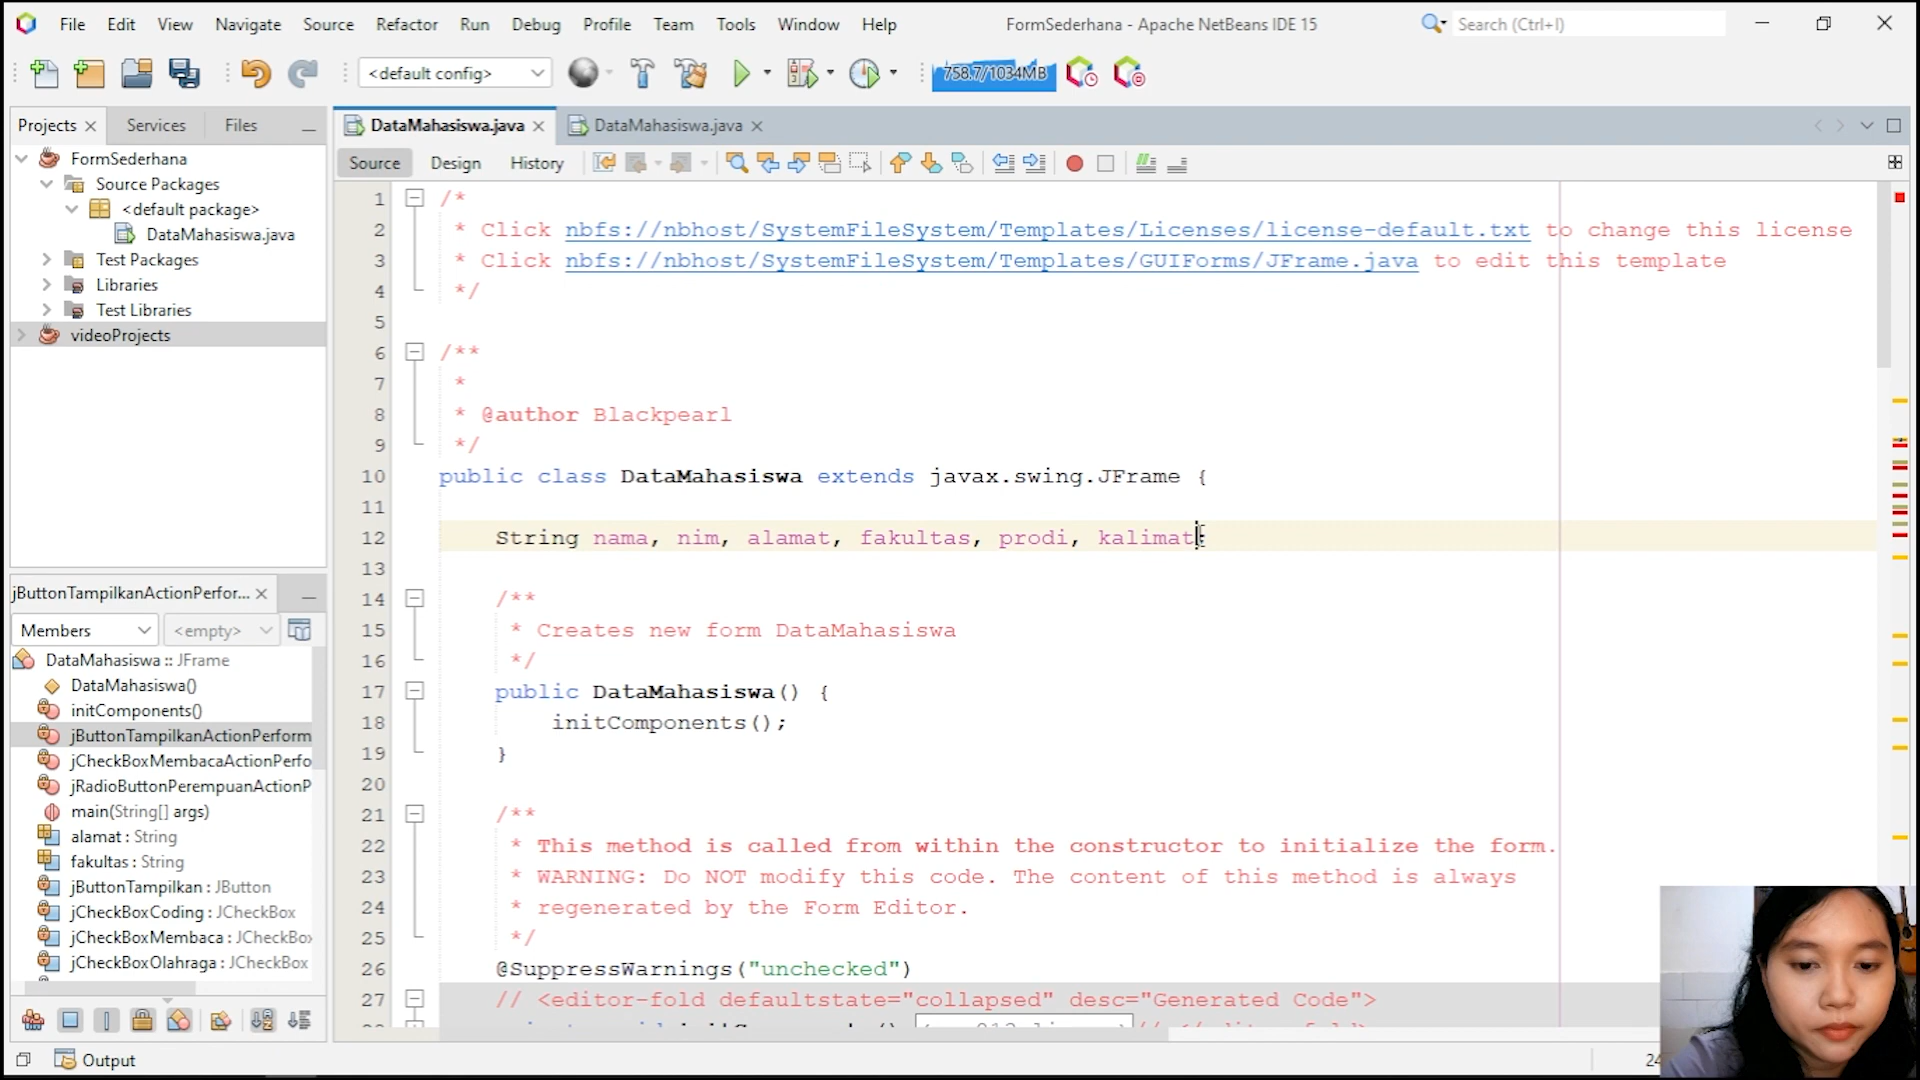 File Edit View Navigate Source Refactor Run Debug Profile Team Tools Window Help FormSederhana - Apache NetBeans IDE 15 Search (Ctrl+I)
<default config> 758.7/1034MB
Projects Services Files DataMahasiswa.java DataMahasiswa.java
Source Design History
FormSederhana
Source Packages
<default package>
DataMahasiswa.java
Test Packages
Libraries
Test Libraries
videoProjects
jButtonTampilkanActionPerfor...
Members <empty>
DataMahasiswa :: JFrame
DataMahasiswa()
initComponents()
jButtonTampilkanActionPerform
jCheckBoxMembacaActionPerfo
jRadioButtonPerempuanActionP
main(String[] args)
alamat : String
fakultas : String
jButtonTampilkan : JButton
jCheckBoxCoding : JCheckBox
jCheckBoxMembaca : JCheckBox
jCheckBoxOlahraga : JCheckBox
1 /*
2 * Click nbfs://nbhost/SystemFileSystem/Templates/Licenses/license-default.txt to change this license
3 * Click nbfs://nbhost/SystemFileSystem/Templates/GUIForms/JFrame.java to edit this template
4 */
5
6 /**
7 *
8 * @author Blackpearl
9 */
10 public class DataMahasiswa extends javax.swing.JFrame {
11
12 String nama, nim, alamat, fakultas, prodi, kalimat;
13
14 /**
15 * Creates new form DataMahasiswa
16 */
17 public DataMahasiswa() {
18 initComponents();
19 }
20
21 /**
22 * This method is called from within the constructor to initialize the form.
23 * WARNING: Do NOT modify this code. The content of this method is always
24 * regenerated by the Form Editor.
25 */
26 @SuppressWarnings("unchecked")
27 // <editor-fold defaultstate="collapsed" desc="Generated Code">
Output